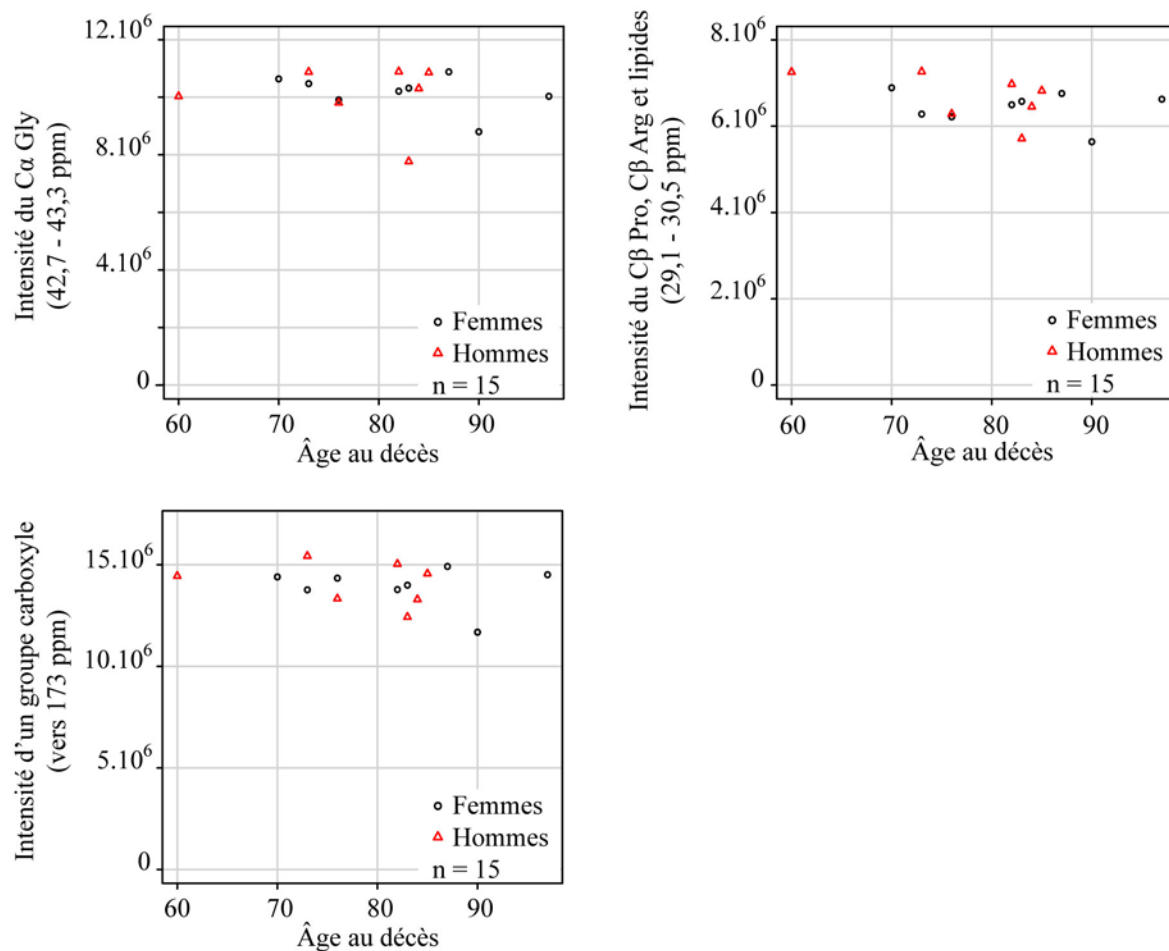 Intensité du Cα Gly
(42,7 - 43,3 ppm)
12.10⁶
8.10⁶
4.10⁶
0
Femmes
Hommes
n = 15
60 70 80 90
Âge au décès
Intensité du Cβ Pro, Cβ Arg et lipides
(29,1 - 30,5 ppm)
8.10⁶
6.10⁶
4.10⁶
2.10⁶
0
Femmes
Hommes
n = 15
60 70 80 90
Âge au décès
Intensité d'un groupe carboxyle
(vers 173 ppm)
15.10⁶
10.10⁶
5.10⁶
0
Femmes
Hommes
n = 15
60 70 80 90
Âge au décès